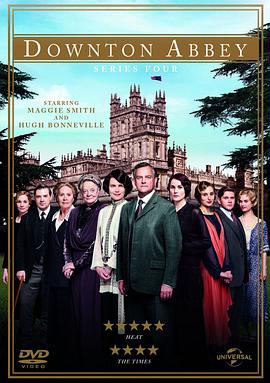 DOWNTON ABBEY
SERIES FOUR
STARRING
MAGGIE SMITH
AND
HUGH BONNEVILLE
HEAT
THE TIMES
DVD
VIDEO
UNIVERSAL